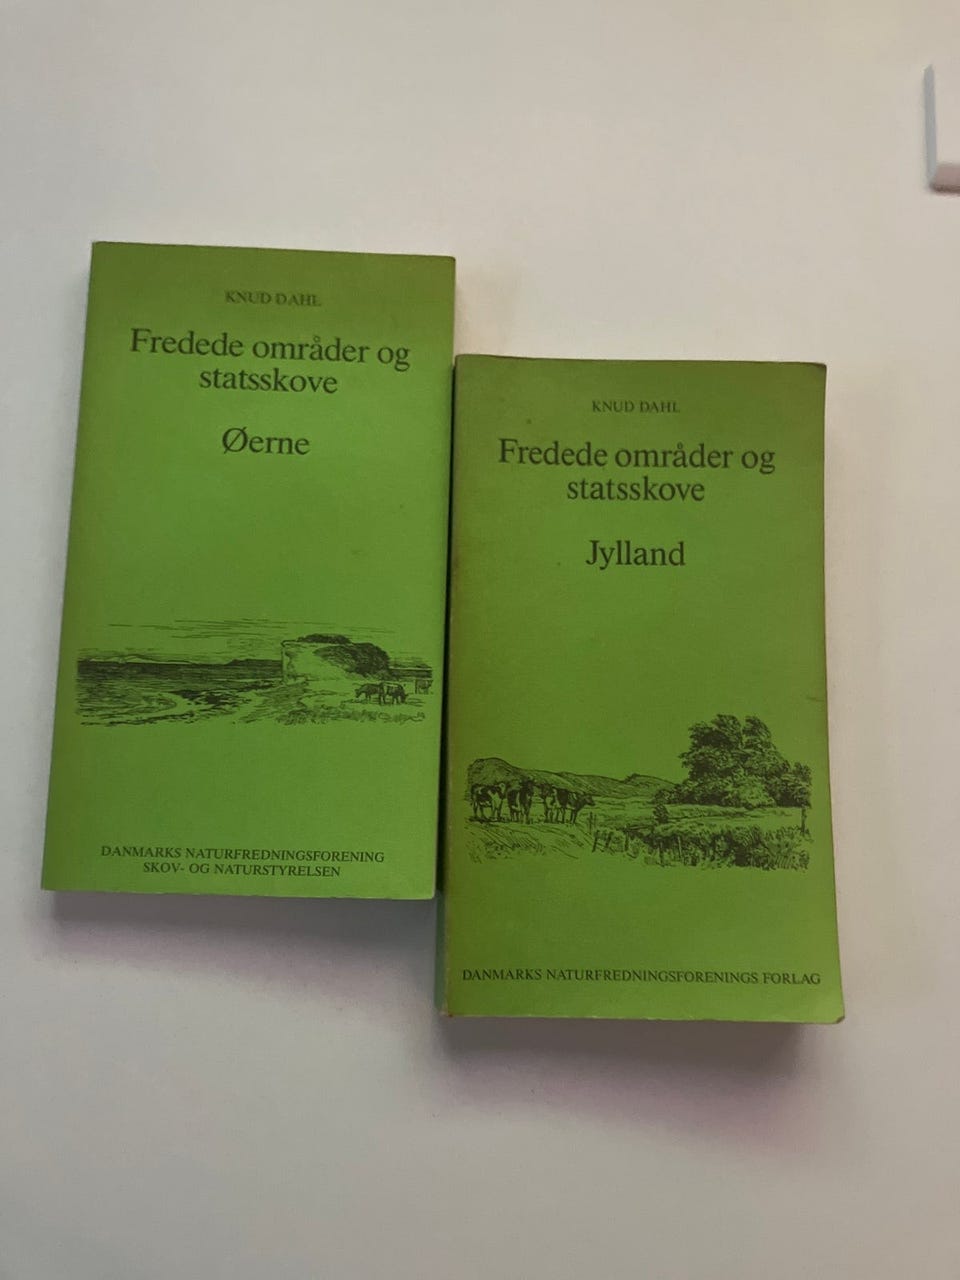 KNUD DAHL
Fredede områder og
statsskove
Øerne
DANMARKS NATURFREDNINGSFORENING
SKOV- OG NATURSTYRELSEN
KNUD DAHL
Fredede områder og
statsskove
Jylland
DANMARKS NATURFREDNINGSFORENINGS FORLAG